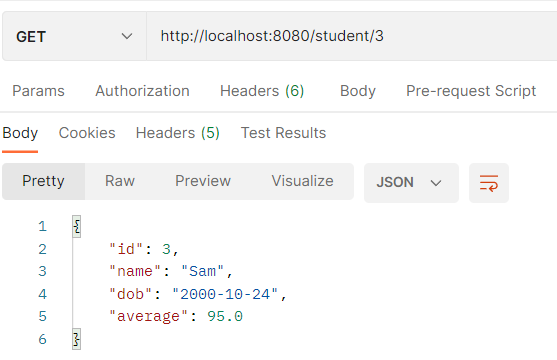 GET http://localhost:8080/student/3
Params Authorization Headers (6) Body Pre-request Script
Body Cookies Headers (5) Test Results
Pretty Raw Preview Visualize JSON
1 {
2 "id": 3,
3 "name": "Sam",
4 "dob": "2000-10-24",
5 "average": 95.0
6 }